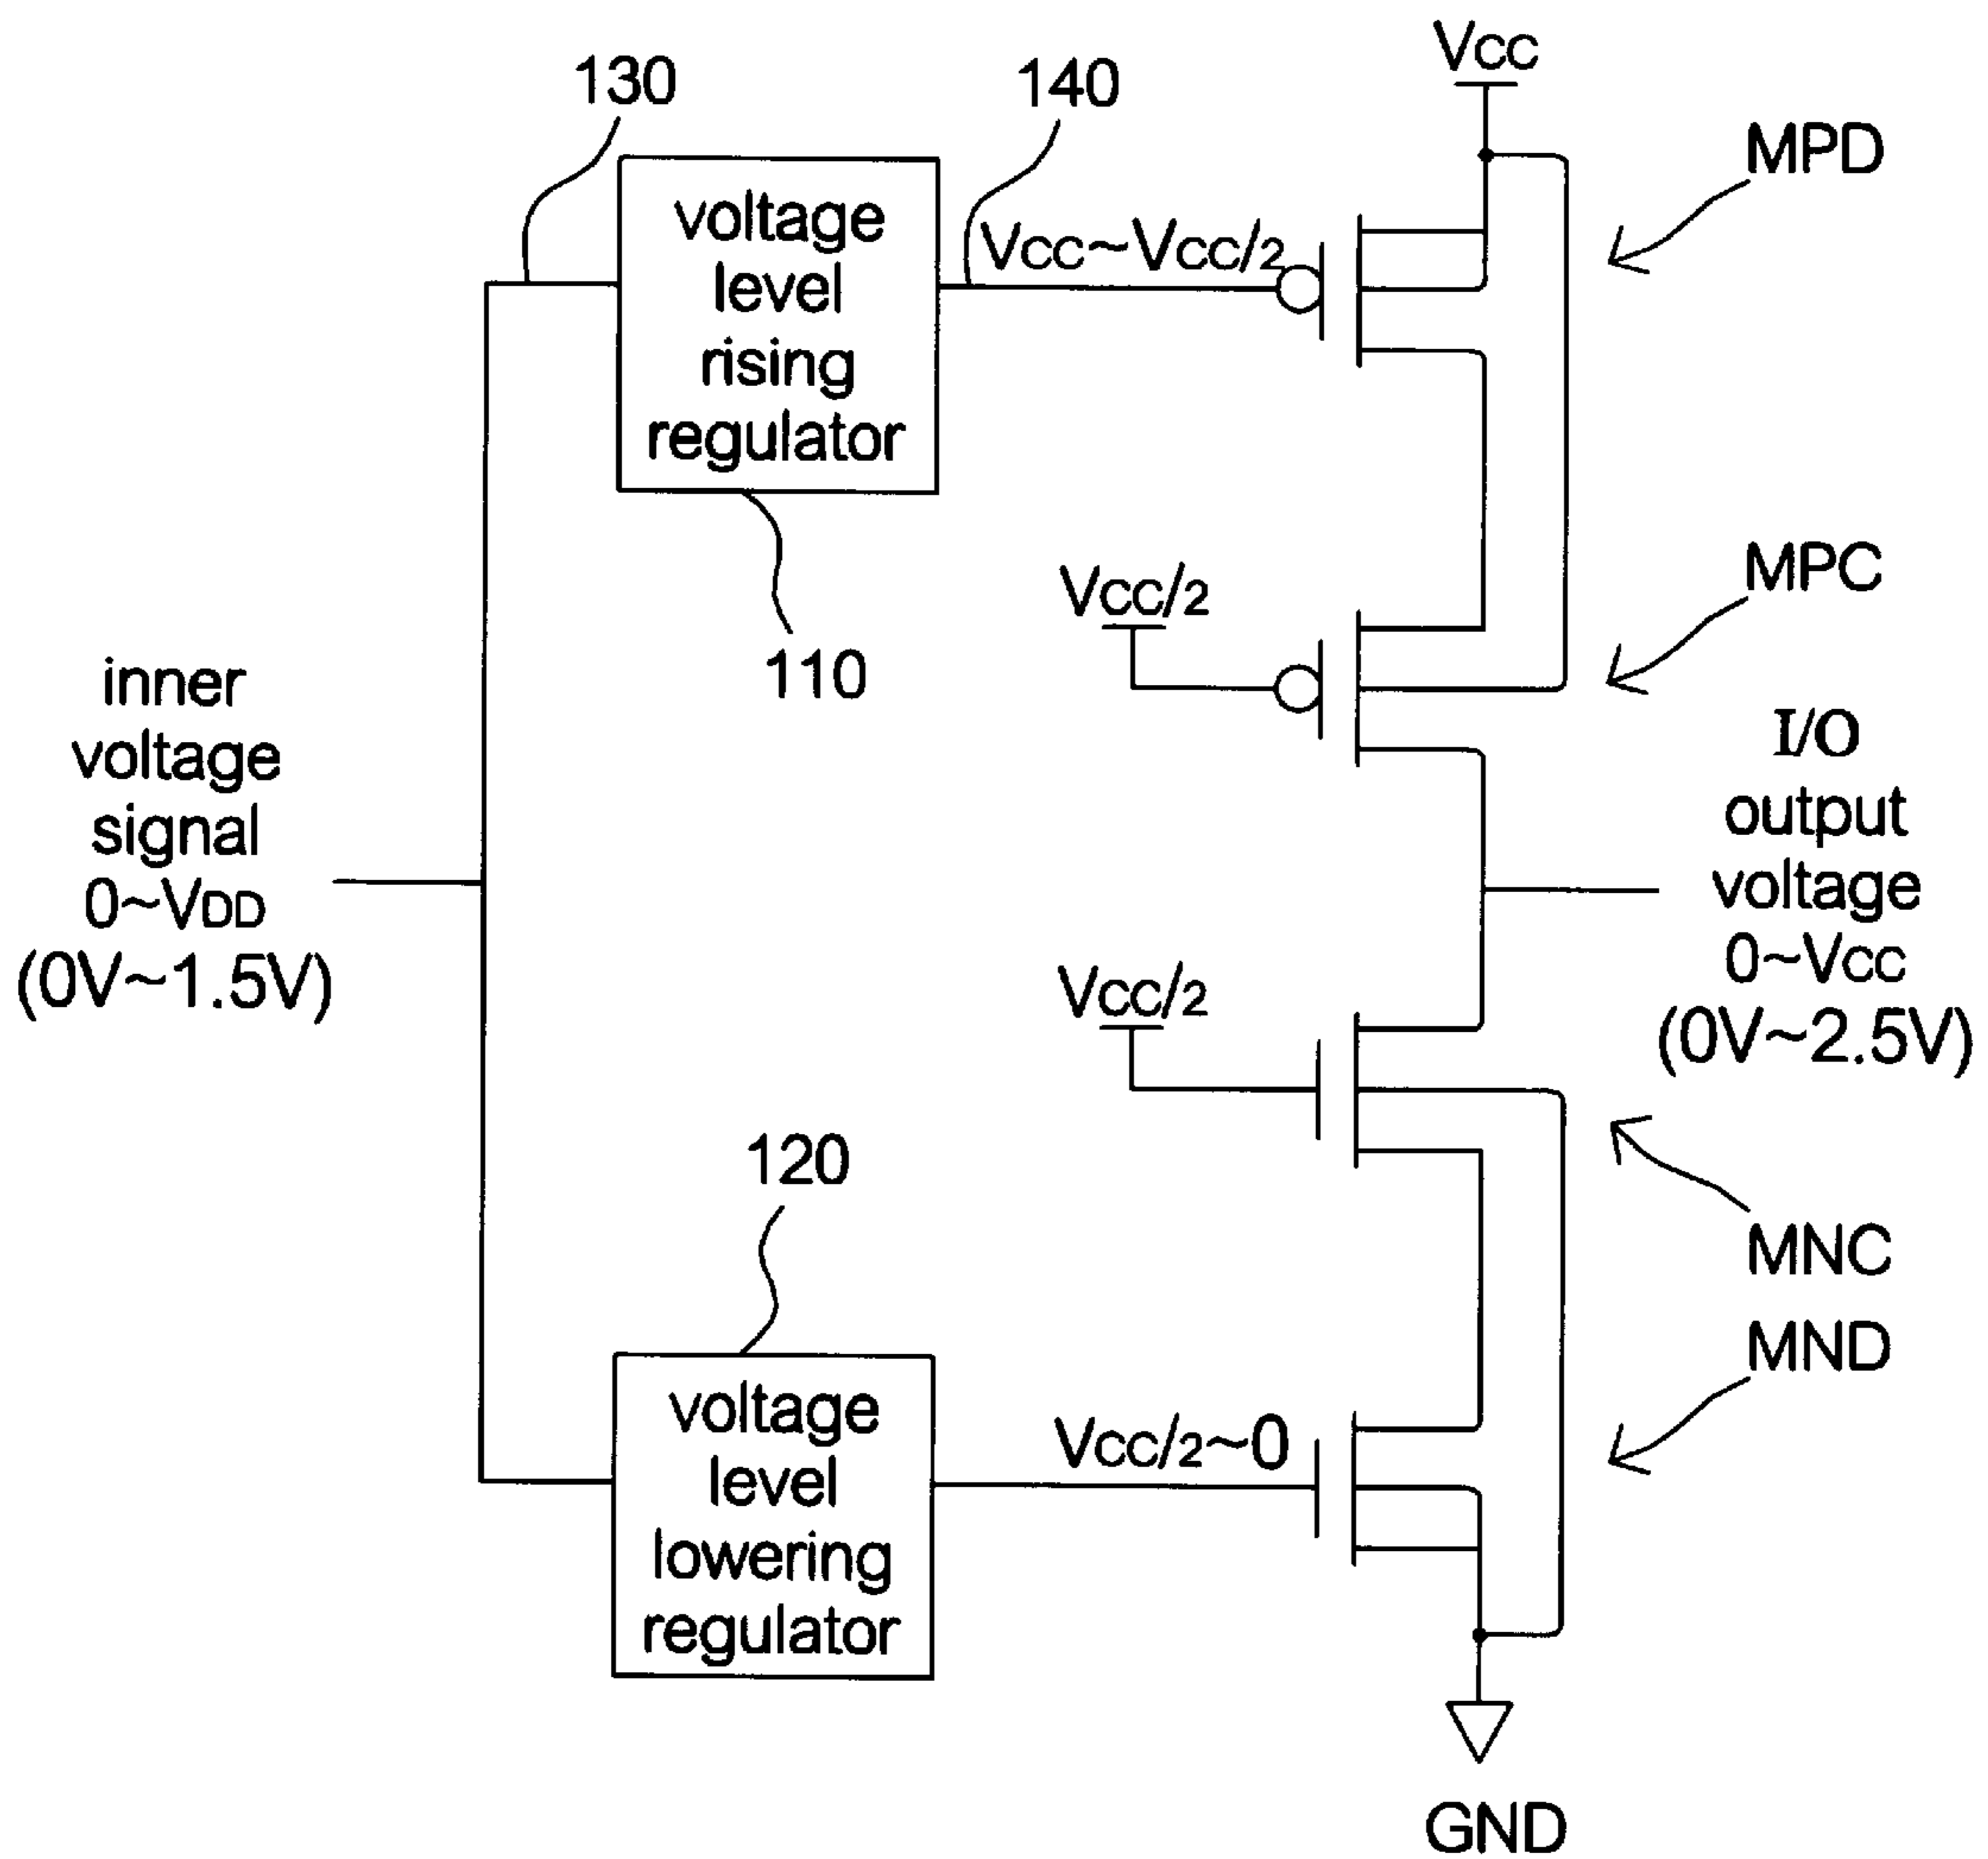 VCC
130
140
MPD
voltage
level
rising
regulator
VCC~VCC/2
110
VCC/2
MPC
inner
voltage
signal
0~VDD
(0V~1.5V)
I/O
output
voltage
0~VCC
(0V~2.5V)
VCC/2
MNC
120
MND
voltage
level
lowering
regulator
VCC/2~0
GND